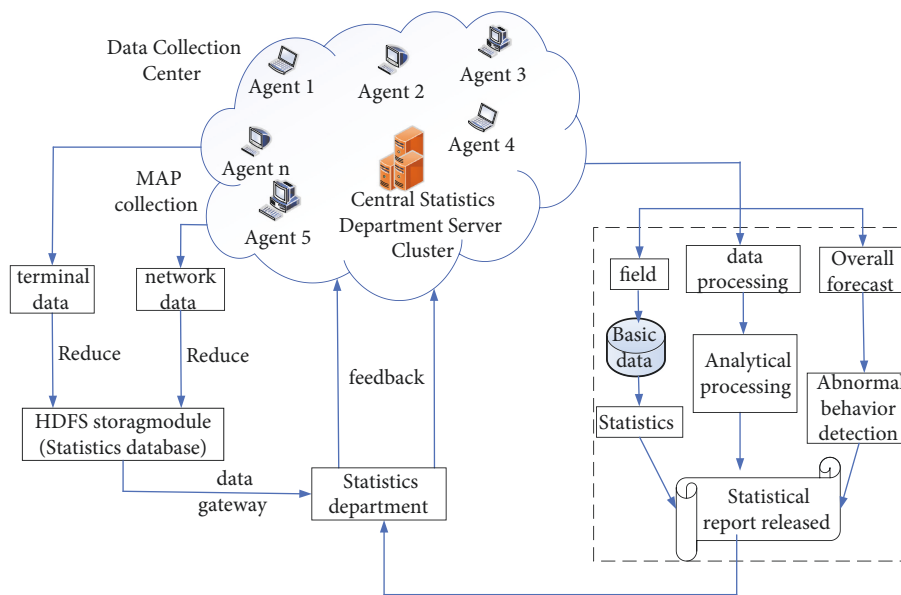 Data Collection
Center
Agent 1
Agent 2
Agent 3
Agent 4
Agent n
MAP
collection
Agent 5
Central Statistics
Department Server
Cluster
terminal
data
network
data
Reduce
Reduce
HDFS storagmodule
(Statistics database)
data
gateway
feedback
Statistics
department
field
data
processing
Overall
forecast
Basic
data
Analytical
processing
Abnormal
behavior
detection
Statistics
Statistical
report released